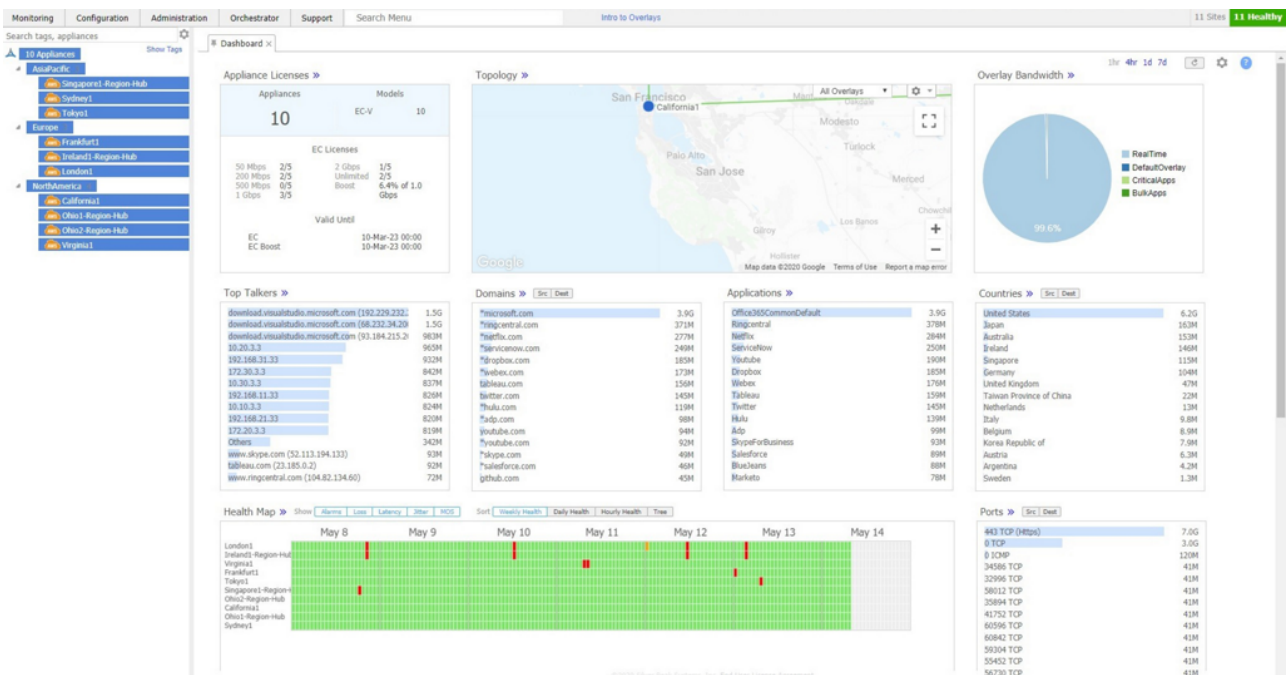 Monitoring Configuration Administration Orchestrator Support Search Menu Intro to Overlays 11 Sites 11 Healthy
Search tags, appliances
Show Tags
10 Appliances
AsiaPacific
Singapore1-Region-Hub
Sydney1
Tokyo1
Europe
Frankfurt1
Ireland1-Region-Hub
London1
NorthAmerica
California1
Ohio1-Region-Hub
Ohio2-Region-Hub
Virginia1
Dashboard ×
1hr 4hr 1d 7d
Appliance Licenses »
Appliances Models
10 EC-V 10
EC Licenses
50 Mbps 2/5 2 Gbps 1/5
200 Mbps 2/5 Unlimited 2/5
500 Mbps 0/5 Boost 6.4% of 1.0
1 Gbps 3/5 Gbps
Valid Until
EC 10-Mar-23 00:00
EC Boost 10-Mar-23 00:00
Topology »
All Overlays
San Francisco
California1
Oakdale
Modesto
Turlock
Palo Alto
San Jose
Merced
Chowchil
Los Banos
Gilroy
Hollister
Google
Map data ©2020 Google Terms of Use Report a map error
Overlay Bandwidth »
RealTime
DefaultOverlay
CriticalApps
BulkApps
99.6%
Top Talkers »
download.visualstudio.microsoft.com (192.229.232. 1.5G
download.visualstudio.microsoft.com (68.232.34.20 1.5G
download.visualstudio.microsoft.com (93.184.215.2 983M
10.20.3.3 965M
192.168.31.33 932M
172.30.3.3 842M
10.30.3.3 837M
192.168.11.33 826M
10.10.3.3 824M
192.168.21.33 820M
172.20.3.3 819M
Others 342M
www.skype.com (52.113.194.133) 93M
tableau.com (23.185.0.2) 92M
www.ringcentral.com (104.82.134.60) 72M
Domains » Src Dest
*microsoft.com 3.9G
*ringcentral.com 371M
*netflix.com 277M
*servicenow.com 249M
*dropbox.com 185M
*webex.com 173M
tableau.com 156M
twitter.com 145M
*hulu.com 119M
*adp.com 98M
youtube.com 94M
*youtube.com 92M
*skype.com 49M
*salesforce.com 46M
github.com 45M
Applications »
Office365CommonDefault 3.9G
Ringcentral 378M
Netflix 284M
ServiceNow 250M
Youtube 190M
Dropbox 185M
Webex 176M
Tableau 159M
Twitter 145M
Hulu 139M
Adp 99M
SkypeForBusiness 93M
Salesforce 89M
BlueJeans 88M
Marketo 78M
Countries » Src Dest
United States 6.2G
Japan 163M
Australia 153M
Ireland 146M
Singapore 115M
Germany 104M
United Kingdom 47M
Taiwan Province of China 22M
Netherlands 13M
Italy 9.8M
Belgium 8.9M
Korea Republic of 7.9M
Austria 6.3M
Argentina 4.2M
Sweden 1.3M
Health Map » Show Alarms Loss Latency Jitter MOS Sort Weekly Health Daily Health Hourly Health Tree
May 8 May 9 May 10 May 11 May 12 May 13 May 14
London1
Ireland1-Region-Hu
Virginia1
Frankfurt1
Tokyo1
Singapore1-Region-
Ohio2-Region-Hub
California1
Ohio1-Region-Hub
Sydney1
Ports » Src Dest
443 TCP (Https) 7.0G
0 TCP 3.0G
0 ICMP 120M
34586 TCP 41M
32996 TCP 41M
58012 TCP 41M
35894 TCP 41M
41752 TCP 41M
60596 TCP 41M
60842 TCP 41M
59304 TCP 41M
55452 TCP 41M
56730 TCP 41M